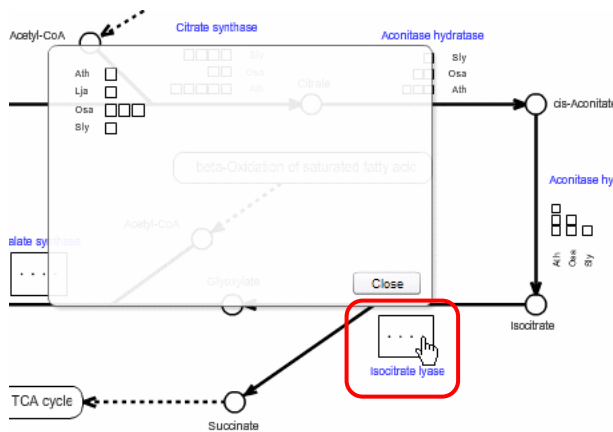 Acetyl-CoA
Citrate synthase
Aconitase hydratase
Sly
Osa
Ath
Sly
Osa
Ath
Ath
Lja
Osa
Sly
Citrate
cis-Aconitate
beta-Oxidation of saturated fatty acid
Acetyl-CoA
Aconitase hy
Ath
Osa
Sly
alate sy
....
Glyoxylate
Close
....
Isocitrate lyase
Isocitrate
TCA cycle
Succinate